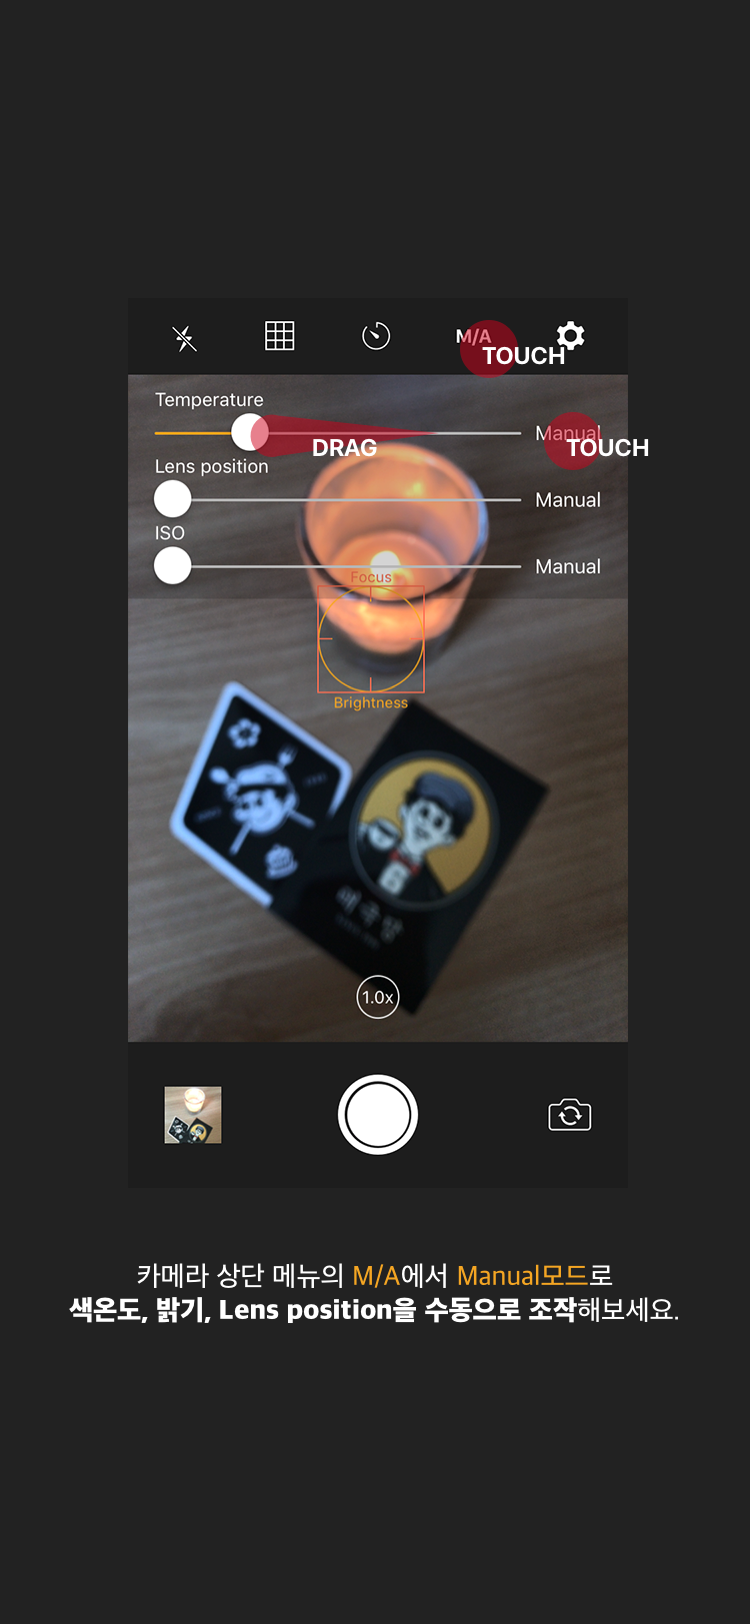 M/A
TOUCH
Temperature
Manual
TOUCH
DRAG
Lens position
Manual
ISO
Manual
Focus
Brightness
1.0x
카메라 상단 메뉴의 M/A에서 Manual모드로
색온도, 밝기, Lens position을 수동으로 조작해보세요.